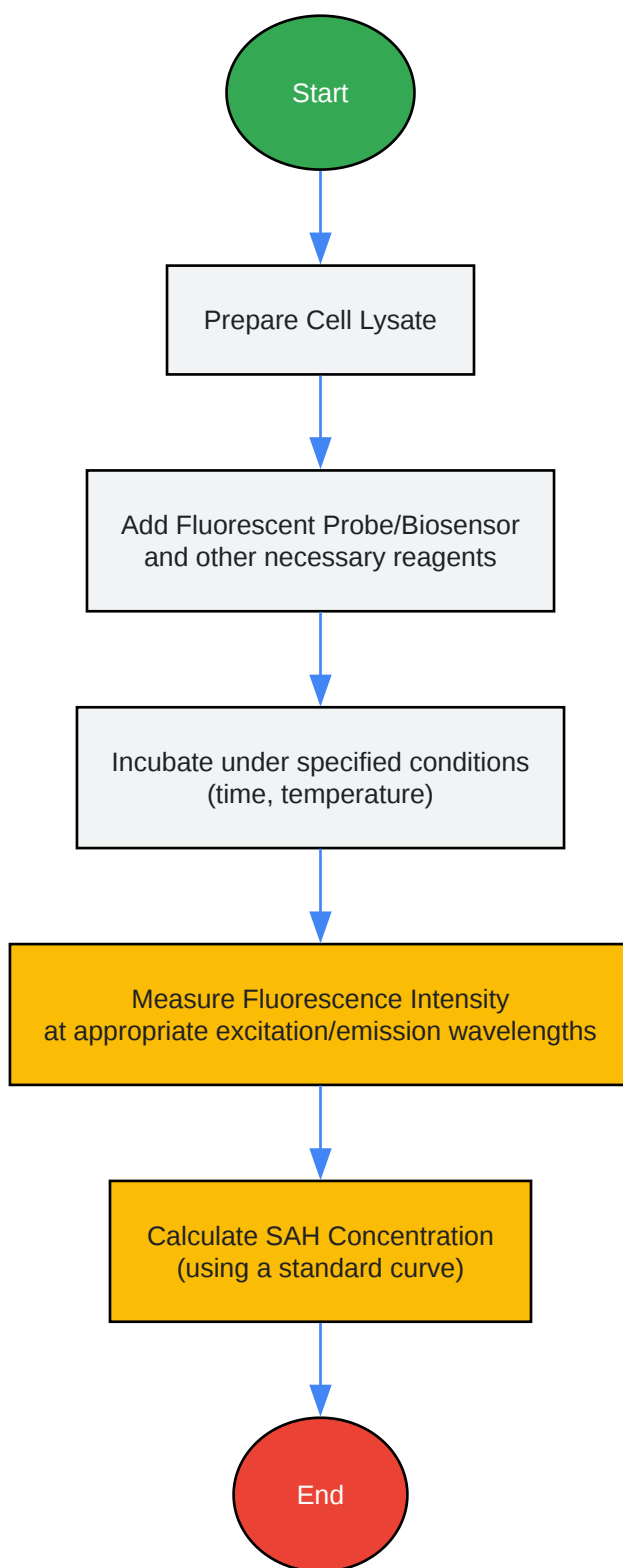 Start
Prepare Cell Lysate
Add Fluorescent Probe/Biosensor
and other necessary reagents
Incubate under specified conditions
(time, temperature)
Measure Fluorescence Intensity
at appropriate excitation/emission wavelengths
Calculate SAH Concentration
(using a standard curve)
End